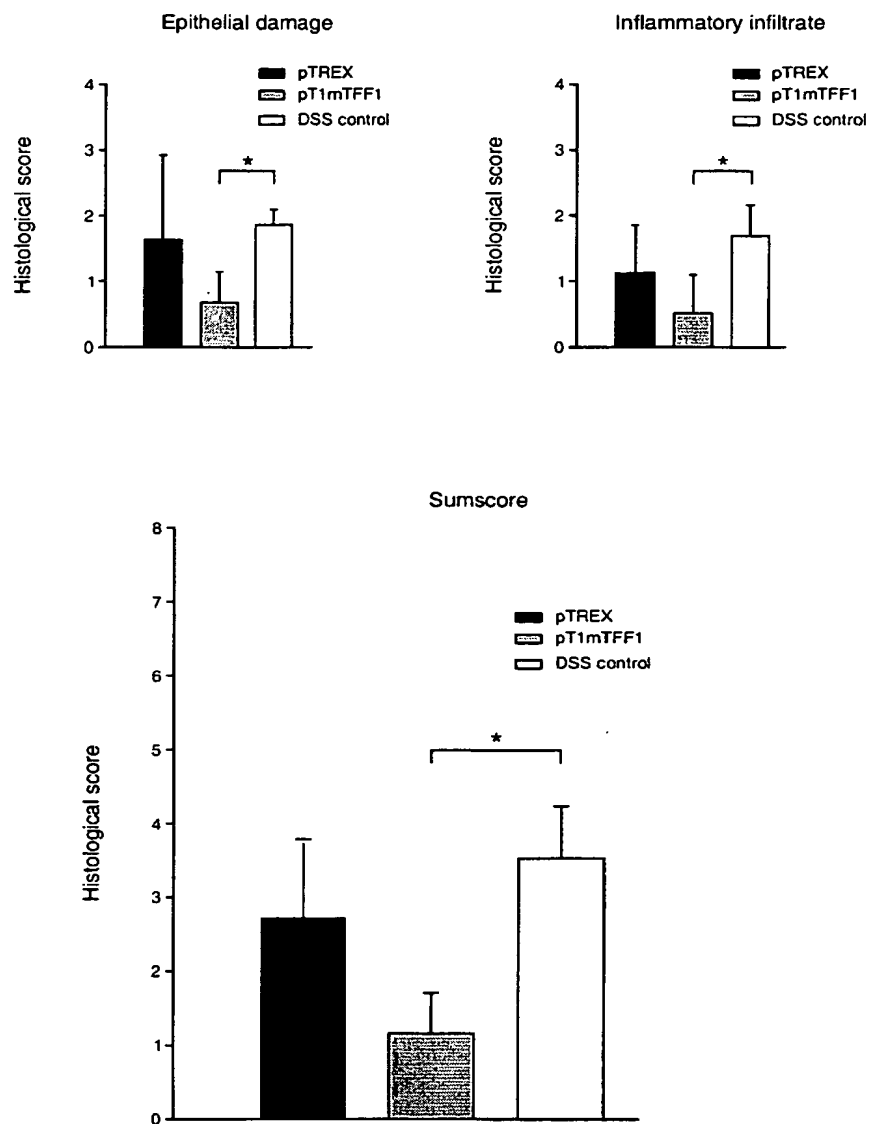 Epithelial damage
pTREX
pT1mTFF1
DSS control
4
3
2
1
0
Histological score
*
Inflammatory infiltrate
pTREX
pT1mTFF1
DSS control
4
3
2
1
0
Histological score
*
Sumscore
8
7
6
5
4
3
2
1
0
Histological score
pTREX
pT1mTFF1
DSS control
*